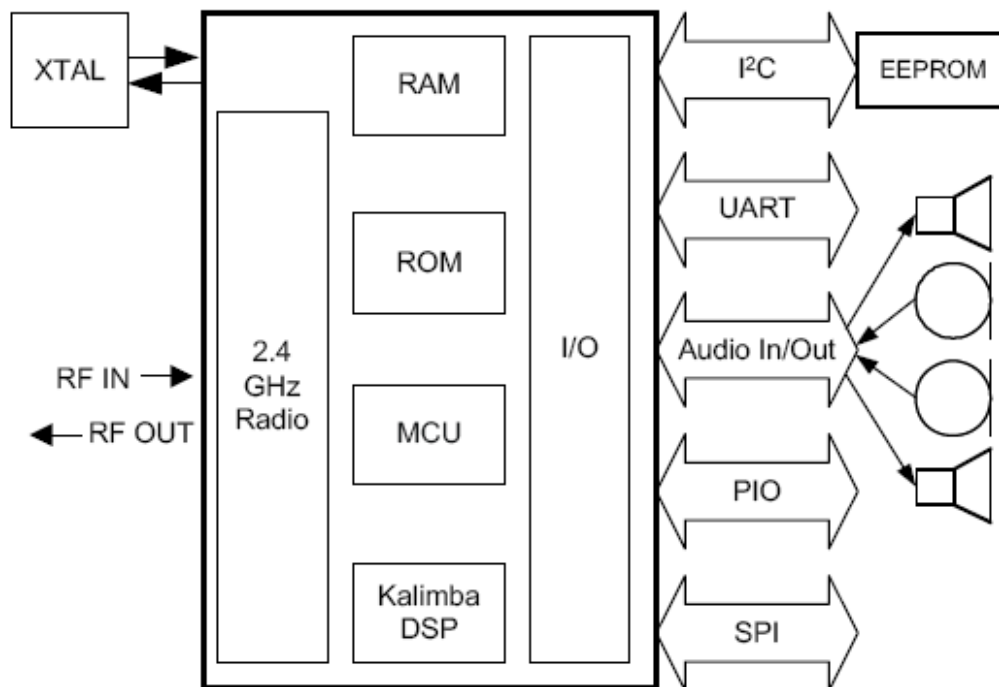 XTAL
RAM
I²C
EEPROM
UART
ROM
I/O
Audio In/Out
2.4
GHz
Radio
RF IN
RF OUT
MCU
PIO
Kalimba
DSP
SPI